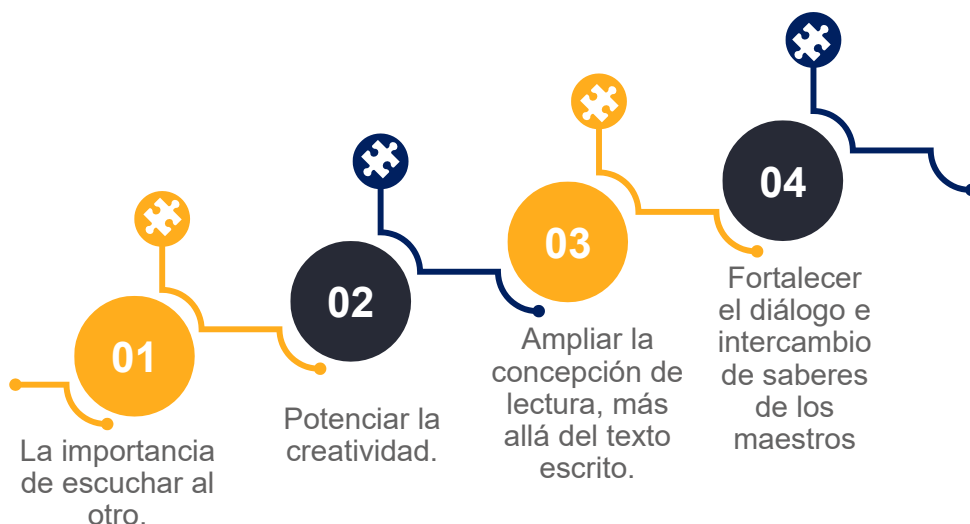 01
La importancia
de escuchar al
otro.
02
Potenciar la
creatividad.
03
Ampliar la
concepción de
lectura, más
allá del texto
escrito.
04
Fortalecer
el diálogo e
intercambio
de saberes
de los
maestros